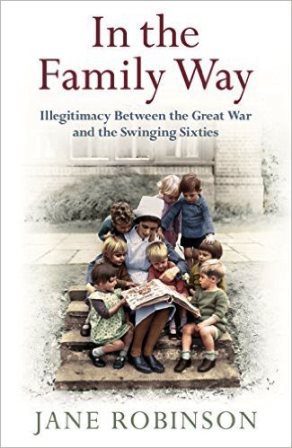 In the
Family Way
Illegitimacy Between the Great War
and the Swinging Sixties
JANE ROBINSON